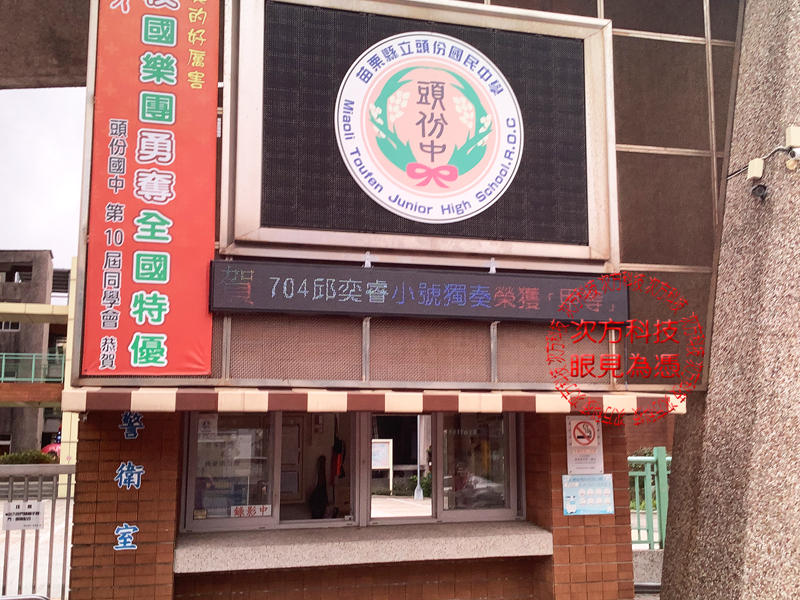 的好厲害
校國樂團勇奪全國特優
頭份國中 第10屆同學會 恭賀
苗栗縣立頭份國民中學
頭份中
Miaoli Toufen Junior High School.R.O.C
賀 704邱奕睿小號獨奏榮獲「甲等」
次方科技
眼見為憑
警衛室
錄影中